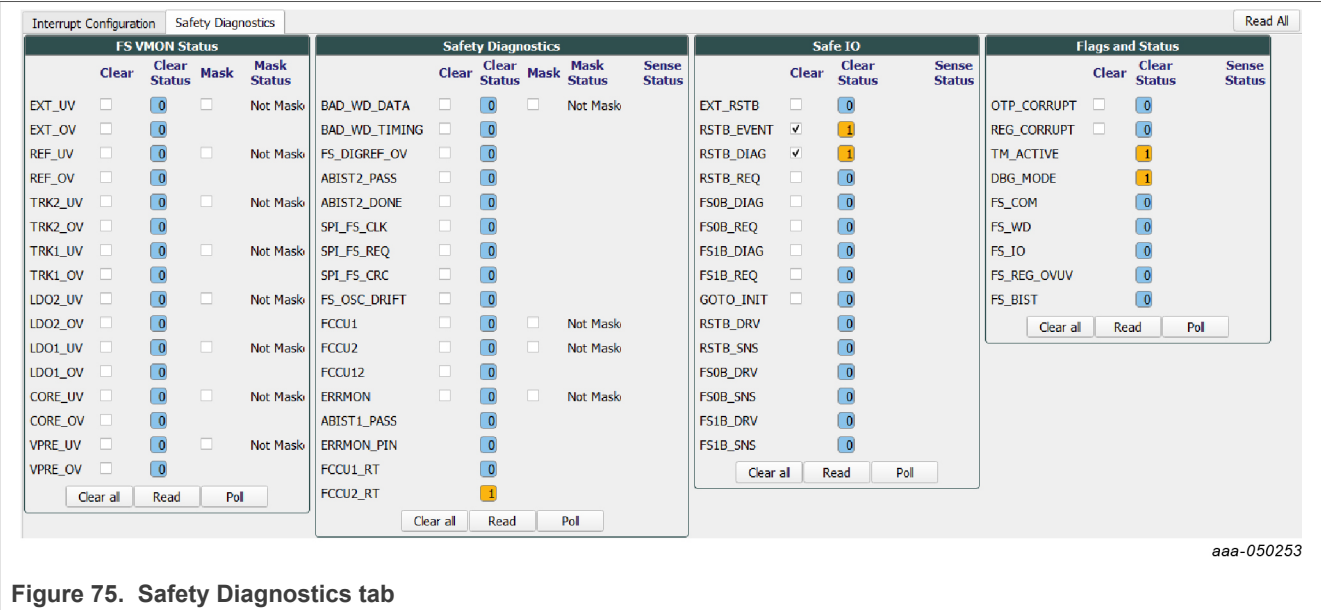 Interrupt Configuration Safety Diagnostics Read All
FS VMON Status
Clear Clear Status Mask Mask Status
EXT_UV 0 Not Mask
EXT_OV 0
REF_UV 0 Not Mask
REF_OV 0
TRK2_UV 0 Not Mask
TRK2_OV 0
TRK1_UV 0 Not Mask
TRK1_OV 0
LDO2_UV 0 Not Mask
LDO2_OV 0
LDO1_UV 0 Not Mask
LDO1_OV 0
CORE_UV 0 Not Mask
CORE_OV 0
VPRE_UV 0 Not Mask
VPRE_OV 0
Clear all Read Poll
Safety Diagnostics
Clear Clear Status Mask Mask Status Sense Status
BAD_WD_DATA 0 Not Mask
BAD_WD_TIMING 0
FS_DIGREF_OV 0
ABIST2_PASS 0
ABIST2_DONE 0
SPI_FS_CLK 0
SPI_FS_REQ 0
SPI_FS_CRC 0
FS_OSC_DRIFT 0
FCCU1 0 Not Mask
FCCU2 0 Not Mask
FCCU12 0
ERRMON 0 Not Mask
ABIST1_PASS 0
ERRMON_PIN 0
FCCU1_RT 0
FCCU2_RT 1
Clear all Read Poll
Safe IO
Clear Clear Status Sense Status
EXT_RSTB 0
RSTB_EVENT 1
RSTB_DIAG 1
RSTB_REQ 0
FS0B_DIAG 0
FS0B_REQ 0
FS1B_DIAG 0
FS1B_REQ 0
GOTO_INIT 0
RSTB_DRV 0
RSTB_SNS 0
FS0B_DRV 0
FS0B_SNS 0
FS1B_DRV 0
FS1B_SNS 0
Clear all Read Poll
Flags and Status
Clear Clear Status Sense Status
OTP_CORRUPT 0
REG_CORRUPT 0
TM_ACTIVE 1
DBG_MODE 1
FS_COM 0
FS_WD 0
FS_IO 0
FS_REG_OVUV 0
FS_BIST 0
Clear all Read Poll
aaa-050253
Figure 75. Safety Diagnostics tab